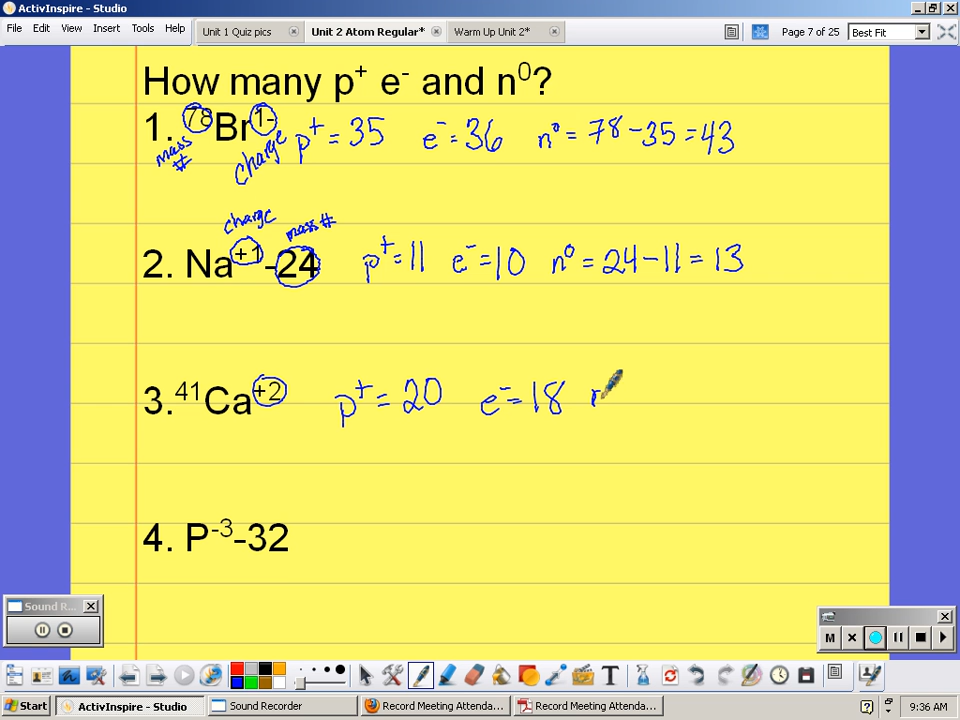 ActivInspire - Studio
File Edit View Insert Tools Help Unit 1 Quiz pics Unit 2 Atom Regular* Warm Up Unit 2* Page 7 of 25 Best Fit
How many p+ e- and n0?
1. 78Br1- p+ = 35 e- = 36 n0 = 78 - 35 = 43
mass # charge
charge mass #
2. Na+1-24 p+ = 11 e- = 10 n0 = 24 - 11 = 13
3. 41Ca+2 p+ = 20 e- = 18
4. P-3-32
Sound R...
M
T
Start ActivInspire - Studio Sound Recorder Record Meeting Attenda... Record Meeting Attenda... 9:36 AM